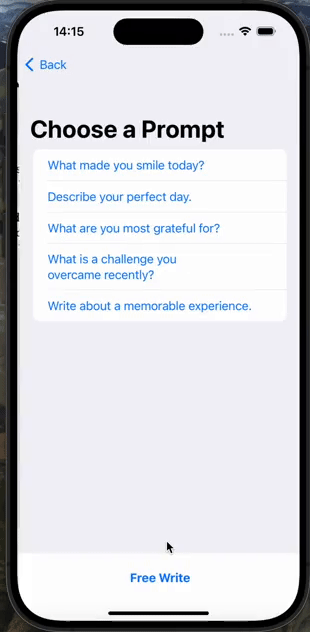 14:15
Back
Choose a Prompt
What made you smile today?
Describe your perfect day.
What are you most grateful for?
What is a challenge you
overcame recently?
Write about a memorable experience.
Free Write